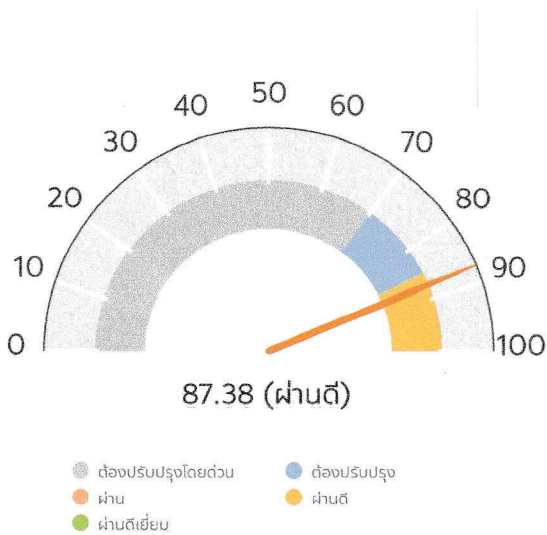 50
40 60
30 70
20 80
10 90
0 100
87.38 (ผ่านดี)
ต้องปรับปรุงโดยด่วน ต้องปรับปรุง
ผ่าน ผ่านดี
ผ่านดีเยี่ยม